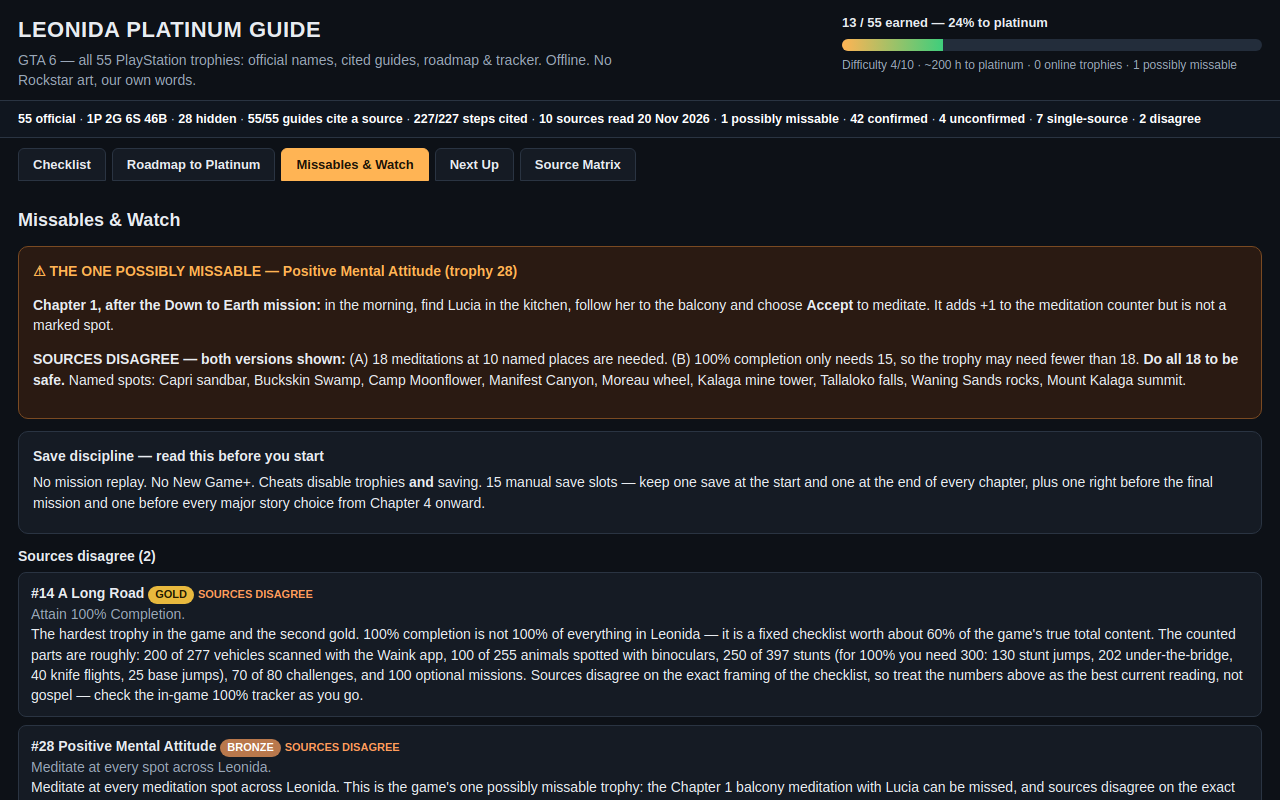 LEONIDA PLATINUM GUIDE
GTA 6 — all 55 PlayStation trophies: official names, cited guides, roadmap & tracker. Offline. No
Rockstar art, our own words.
13 / 55 earned — 24% to platinum
Difficulty 4/10 · ~200 h to platinum · 0 online trophies · 1 possibly missable
55 official · 1P 2G 6S 46B · 28 hidden · 55/55 guides cite a source · 227/227 steps cited · 10 sources read 20 Nov 2026 · 1 possibly missable · 42 confirmed · 4 unconfirmed · 7 single-source · 2 disagree
Checklist
Roadmap to Platinum
Missables & Watch
Next Up
Source Matrix
Missables & Watch
⚠ THE ONE POSSIBLY MISSABLE — Positive Mental Attitude (trophy 28)
Chapter 1, after the Down to Earth mission: in the morning, find Lucia in the kitchen, follow her to the balcony and choose Accept to meditate. It adds +1 to the meditation counter but is not a
marked spot.
SOURCES DISAGREE — both versions shown: (A) 18 meditations at 10 named places are needed. (B) 100% completion only needs 15, so the trophy may need fewer than 18. Do all 18 to be
safe. Named spots: Capri sandbar, Buckskin Swamp, Camp Moonflower, Manifest Canyon, Moreau wheel, Kalaga mine tower, Tallaloko falls, Waning Sands rocks, Mount Kalaga summit.
Save discipline — read this before you start
No mission replay. No New Game+. Cheats disable trophies and saving. 15 manual save slots — keep one save at the start and one at the end of every chapter, plus one right before the final
mission and one before every major story choice from Chapter 4 onward.
Sources disagree (2)
#14 A Long Road GOLD SOURCES DISAGREE
Attain 100% Completion.
The hardest trophy in the game and the second gold. 100% completion is not 100% of everything in Leonida — it is a fixed checklist worth about 60% of the game's true total content. The counted
parts are roughly: 200 of 277 vehicles scanned with the Waink app, 100 of 255 animals spotted with binoculars, 250 of 397 stunts (for 100% you need 300: 130 stunt jumps, 202 under-the-bridge,
40 knife flights, 25 base jumps), 70 of 80 challenges, and 100 optional missions. Sources disagree on the exact framing of the checklist, so treat the numbers above as the best current reading, not
gospel — check the in-game 100% tracker as you go.
#28 Positive Mental Attitude BRONZE SOURCES DISAGREE
Meditate at every spot across Leonida.
Meditate at every meditation spot across Leonida. This is the game's one possibly missable trophy: the Chapter 1 balcony meditation with Lucia can be missed, and sources disagree on the exact